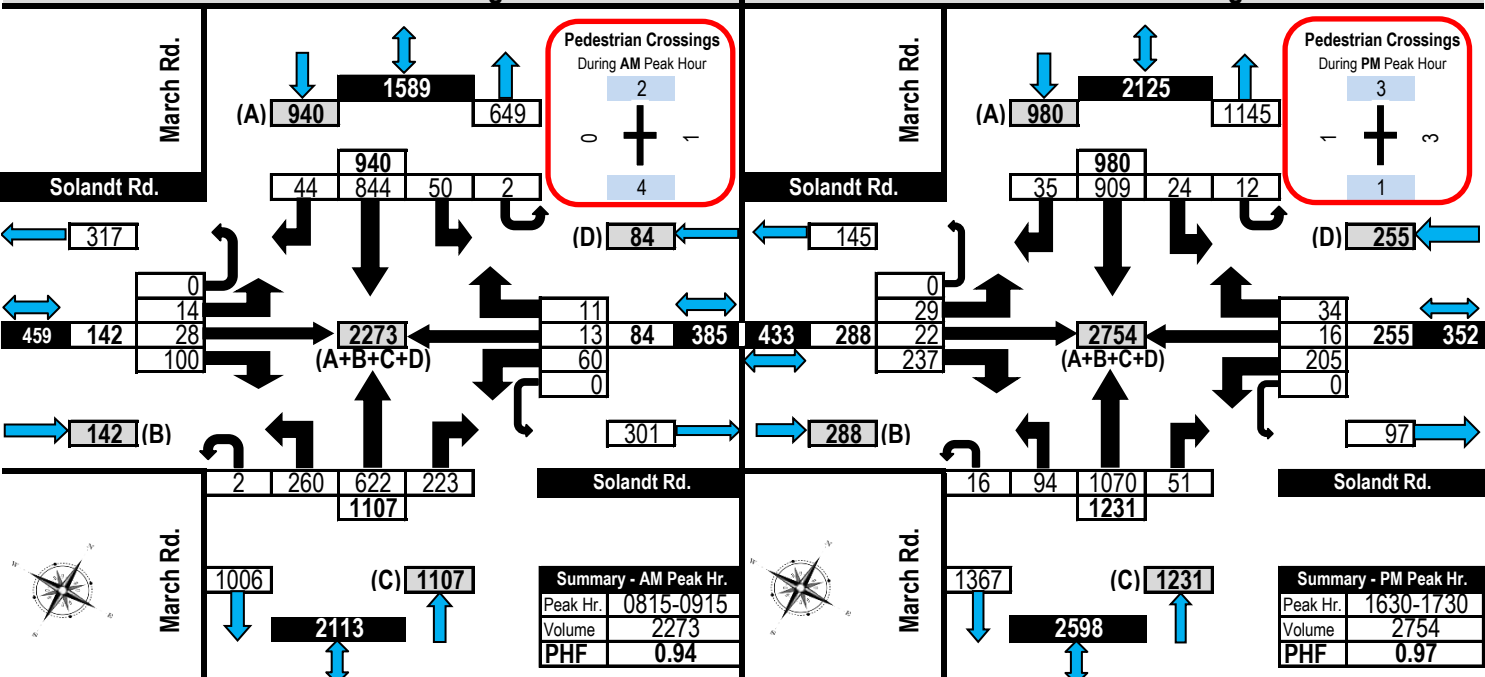 March Rd.
Solandt Rd.
(A) 940
1589
649
Pedestrian Crossings
During AM Peak Hour
2
0
1
4
940
44 844 50 2
317
(D) 84
0
14
28
100
459 142
2273
(A+B+C+D)
11
13
60
0
84 385
142 (B)
301
2 260 622 223
1107
Solandt Rd.
March Rd.
1006
(C) 1107
2113
Summary - AM Peak Hr.
Peak Hr. 0815-0915
Volume 2273
PHF 0.94
March Rd.
Solandt Rd.
(A) 980
2125
1145
Pedestrian Crossings
During PM Peak Hour
3
1
3
1
980
35 909 24 12
145
(D) 255
0
29
22
237
433 288
2754
(A+B+C+D)
34
16
205
0
255 352
288 (B)
97
16 94 1070 51
1231
Solandt Rd.
March Rd.
1367
(C) 1231
2598
Summary - PM Peak Hr.
Peak Hr. 1630-1730
Volume 2754
PHF 0.97